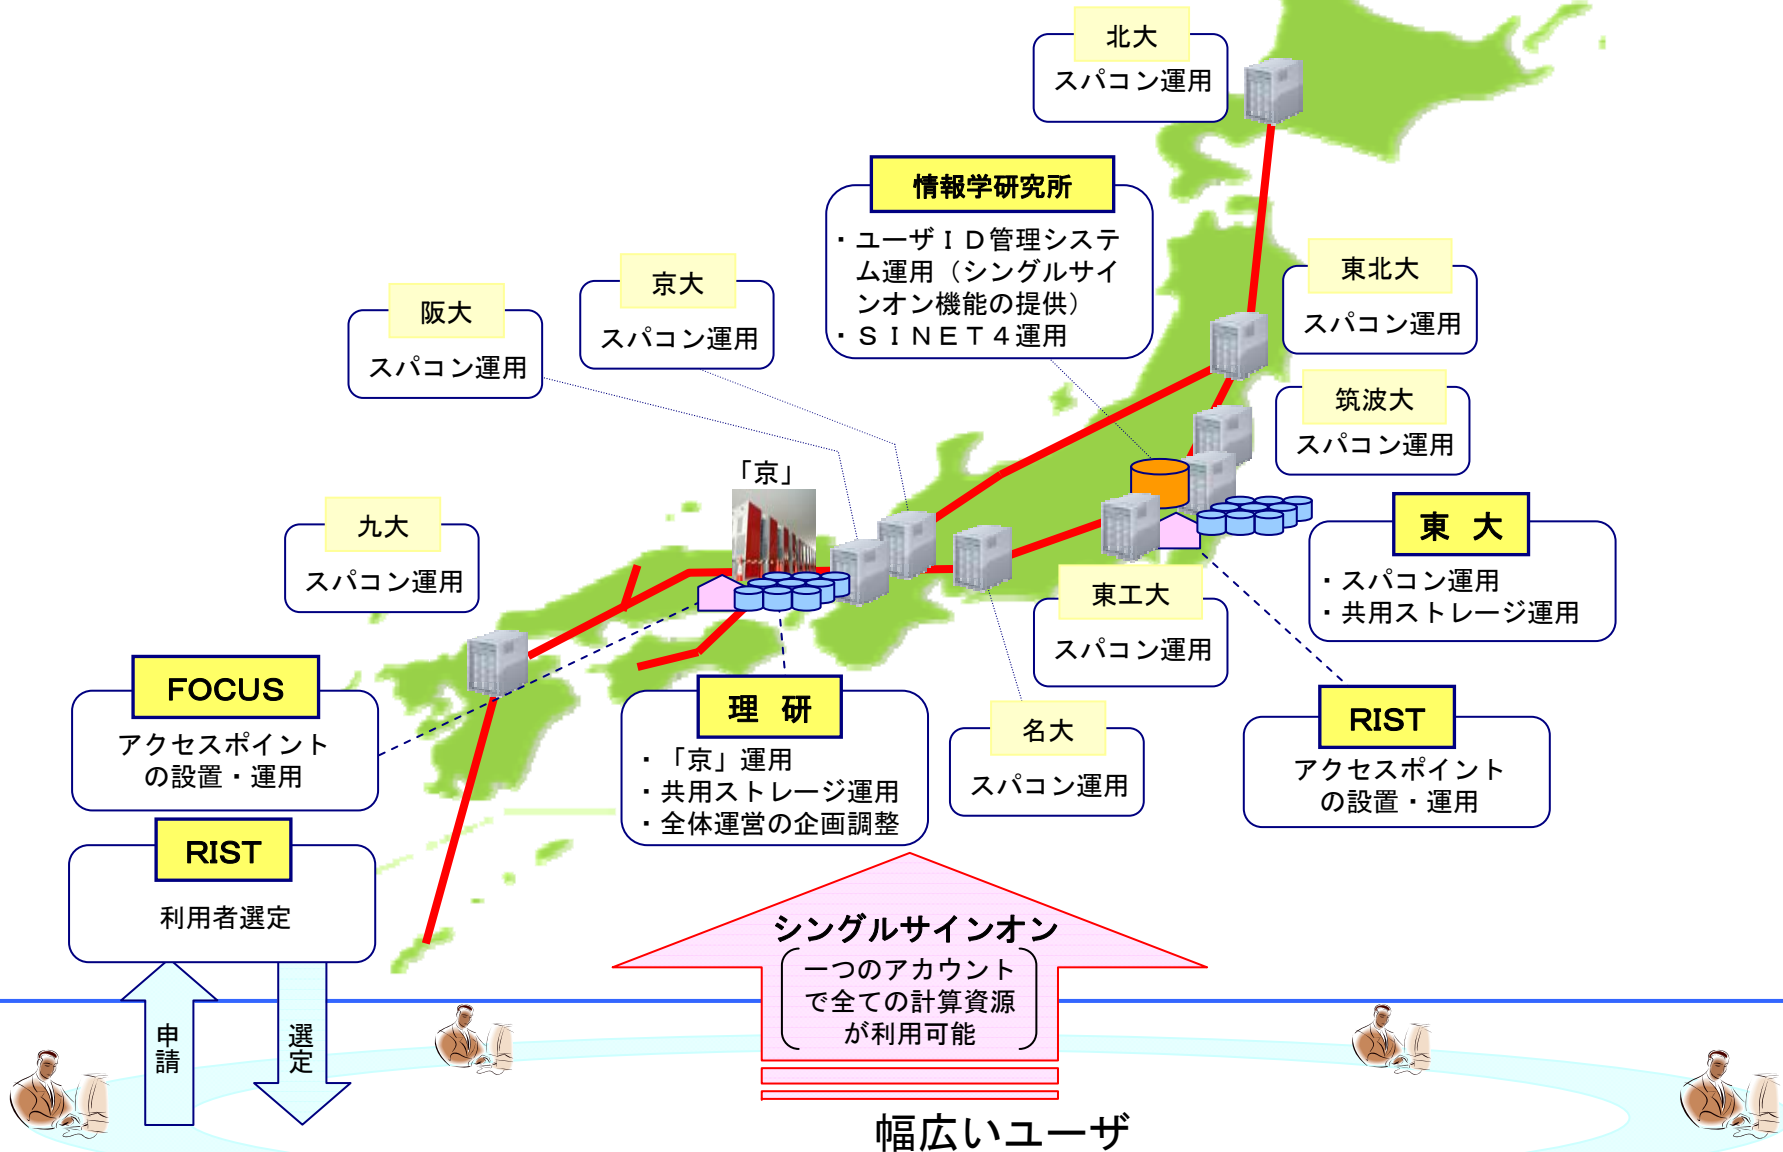 北大
スパコン運用
情報学研究所
・ユーザＩＤ管理システ
ム運用（シングルサイ
ンオン機能の提供）
・ＳＩＮＥＴ４運用
東北大
スパコン運用
京大
スパコン運用
阪大
スパコン運用
筑波大
スパコン運用
「京」
九大
スパコン運用
東 大
・スパコン運用
・共用ストレージ運用
東工大
スパコン運用
FOCUS
アクセスポイント
の設置・運用
理 研
・「京」運用
・共用ストレージ運用
・全体運営の企画調整
名大
スパコン運用
RIST
アクセスポイント
の設置・運用
RIST
利用者選定
シングルサインオン
一つのアカウント
で全ての計算資源
が利用可能
申請
選定
幅広いユーザ